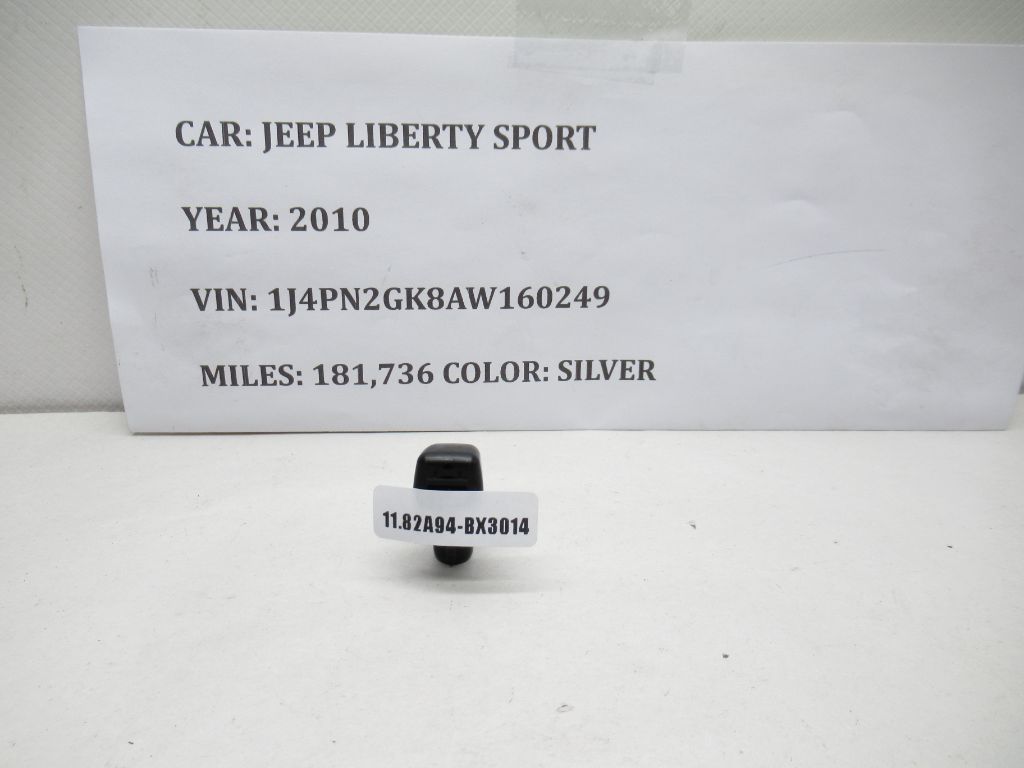 CAR: JEEP LIBERTY SPORT
YEAR: 2010
VIN: 1J4PN2GK8AW160249
MILES: 181,736 COLOR: SILVER
11.82A94-BX3014